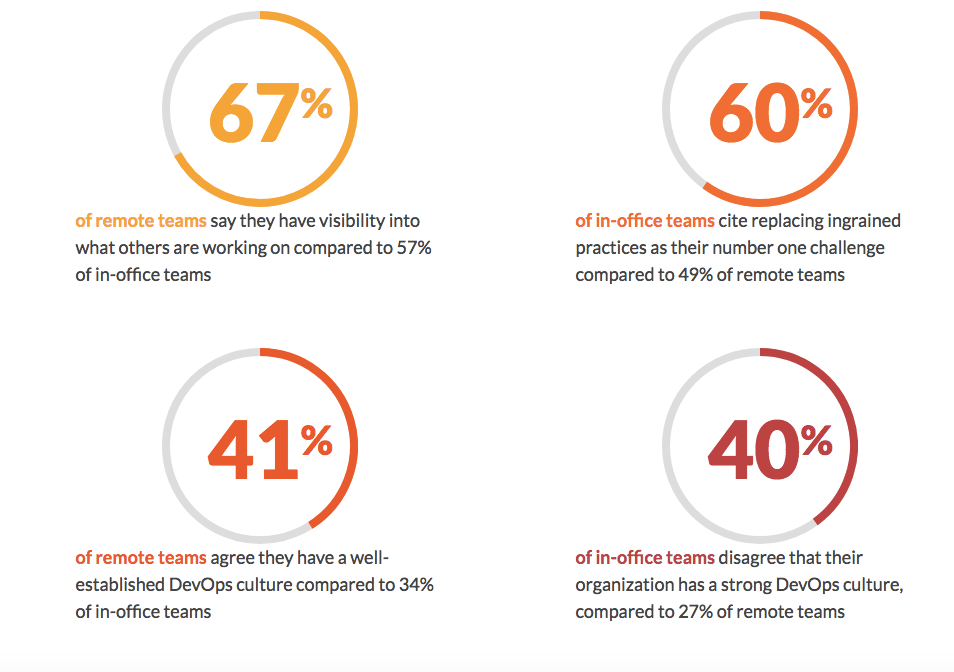 67%
of remote teams say they have visibility into
what others are working on compared to 57%
of in-office teams
60%
of in-office teams cite replacing ingrained
practices as their number one challenge
compared to 49% of remote teams
41%
of remote teams agree they have a well-
established DevOps culture compared to 34%
of in-office teams
40%
of in-office teams disagree that their
organization has a strong DevOps culture,
compared to 27% of remote teams